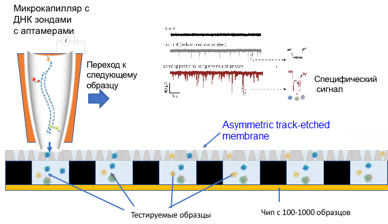 Микрокапилляр с
ДНК зондами
с аптамерами
Переход к
следующему
образцу
Специфический
сигнал
Asymmetric track-etched
membrane
Тестируемые образцы
Чип с 100-1000 образцов